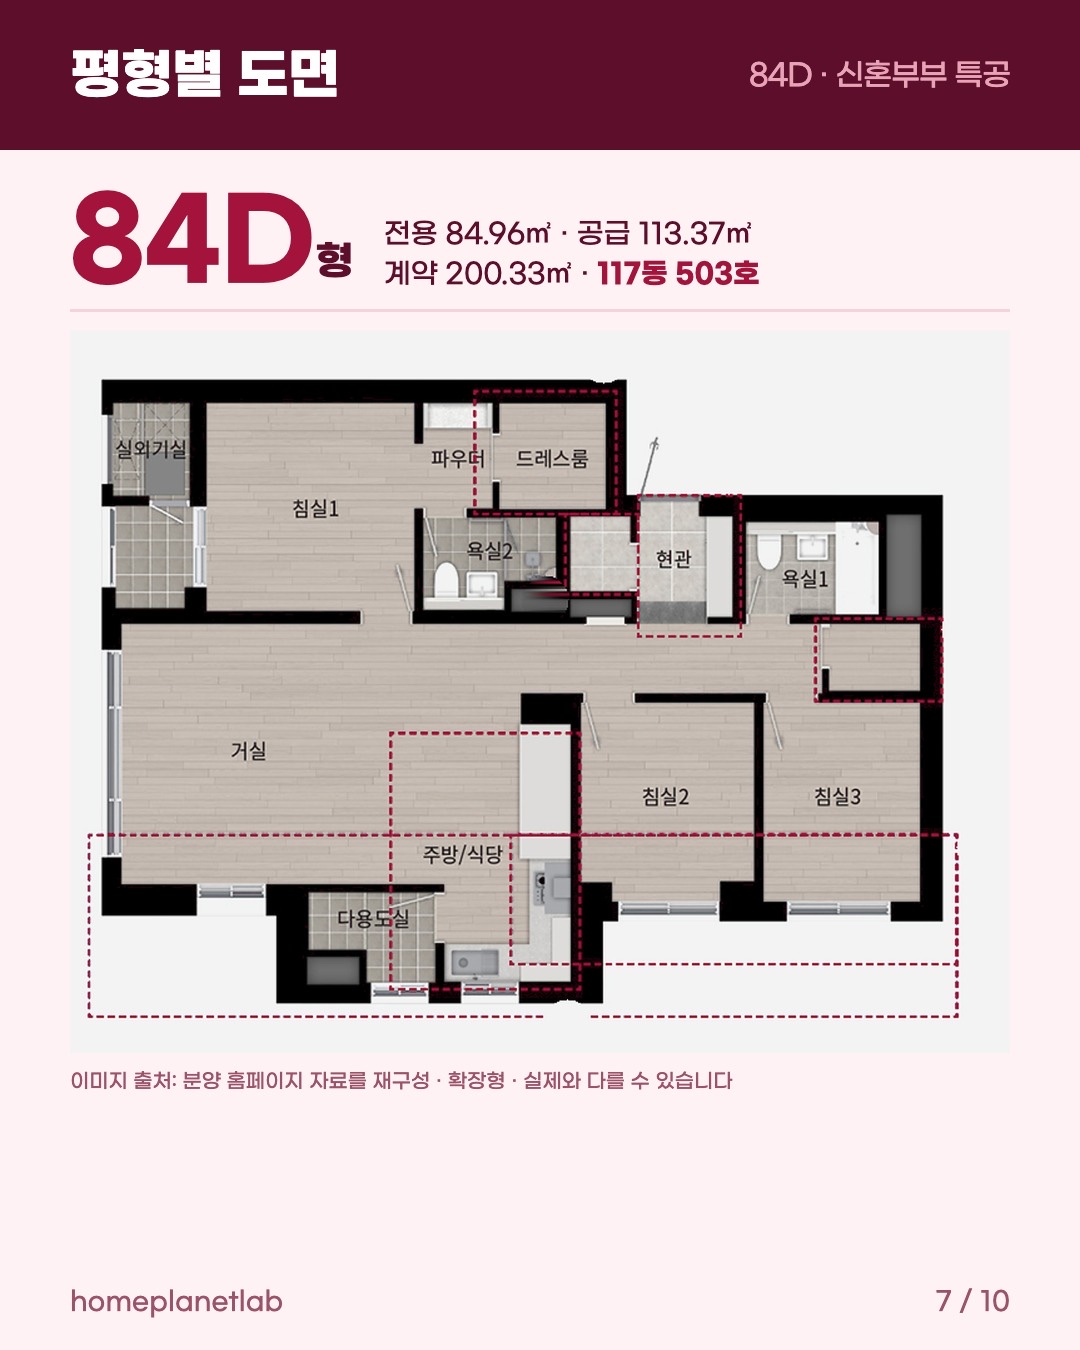 평형별 도면
84D · 신혼부부 특공
84D형
전용 84.96㎡ · 공급 113.37㎡
계약 200.33㎡ · 117동 503호
실외기실
침실1
파우더
드레스룸
욕실2
현관
욕실1
거실
침실2
침실3
주방/식당
다용도실
이미지 출처: 분양 홈페이지 자료를 재구성 · 확장형 · 실제와 다를 수 있습니다
homeplanetlab
7 / 10